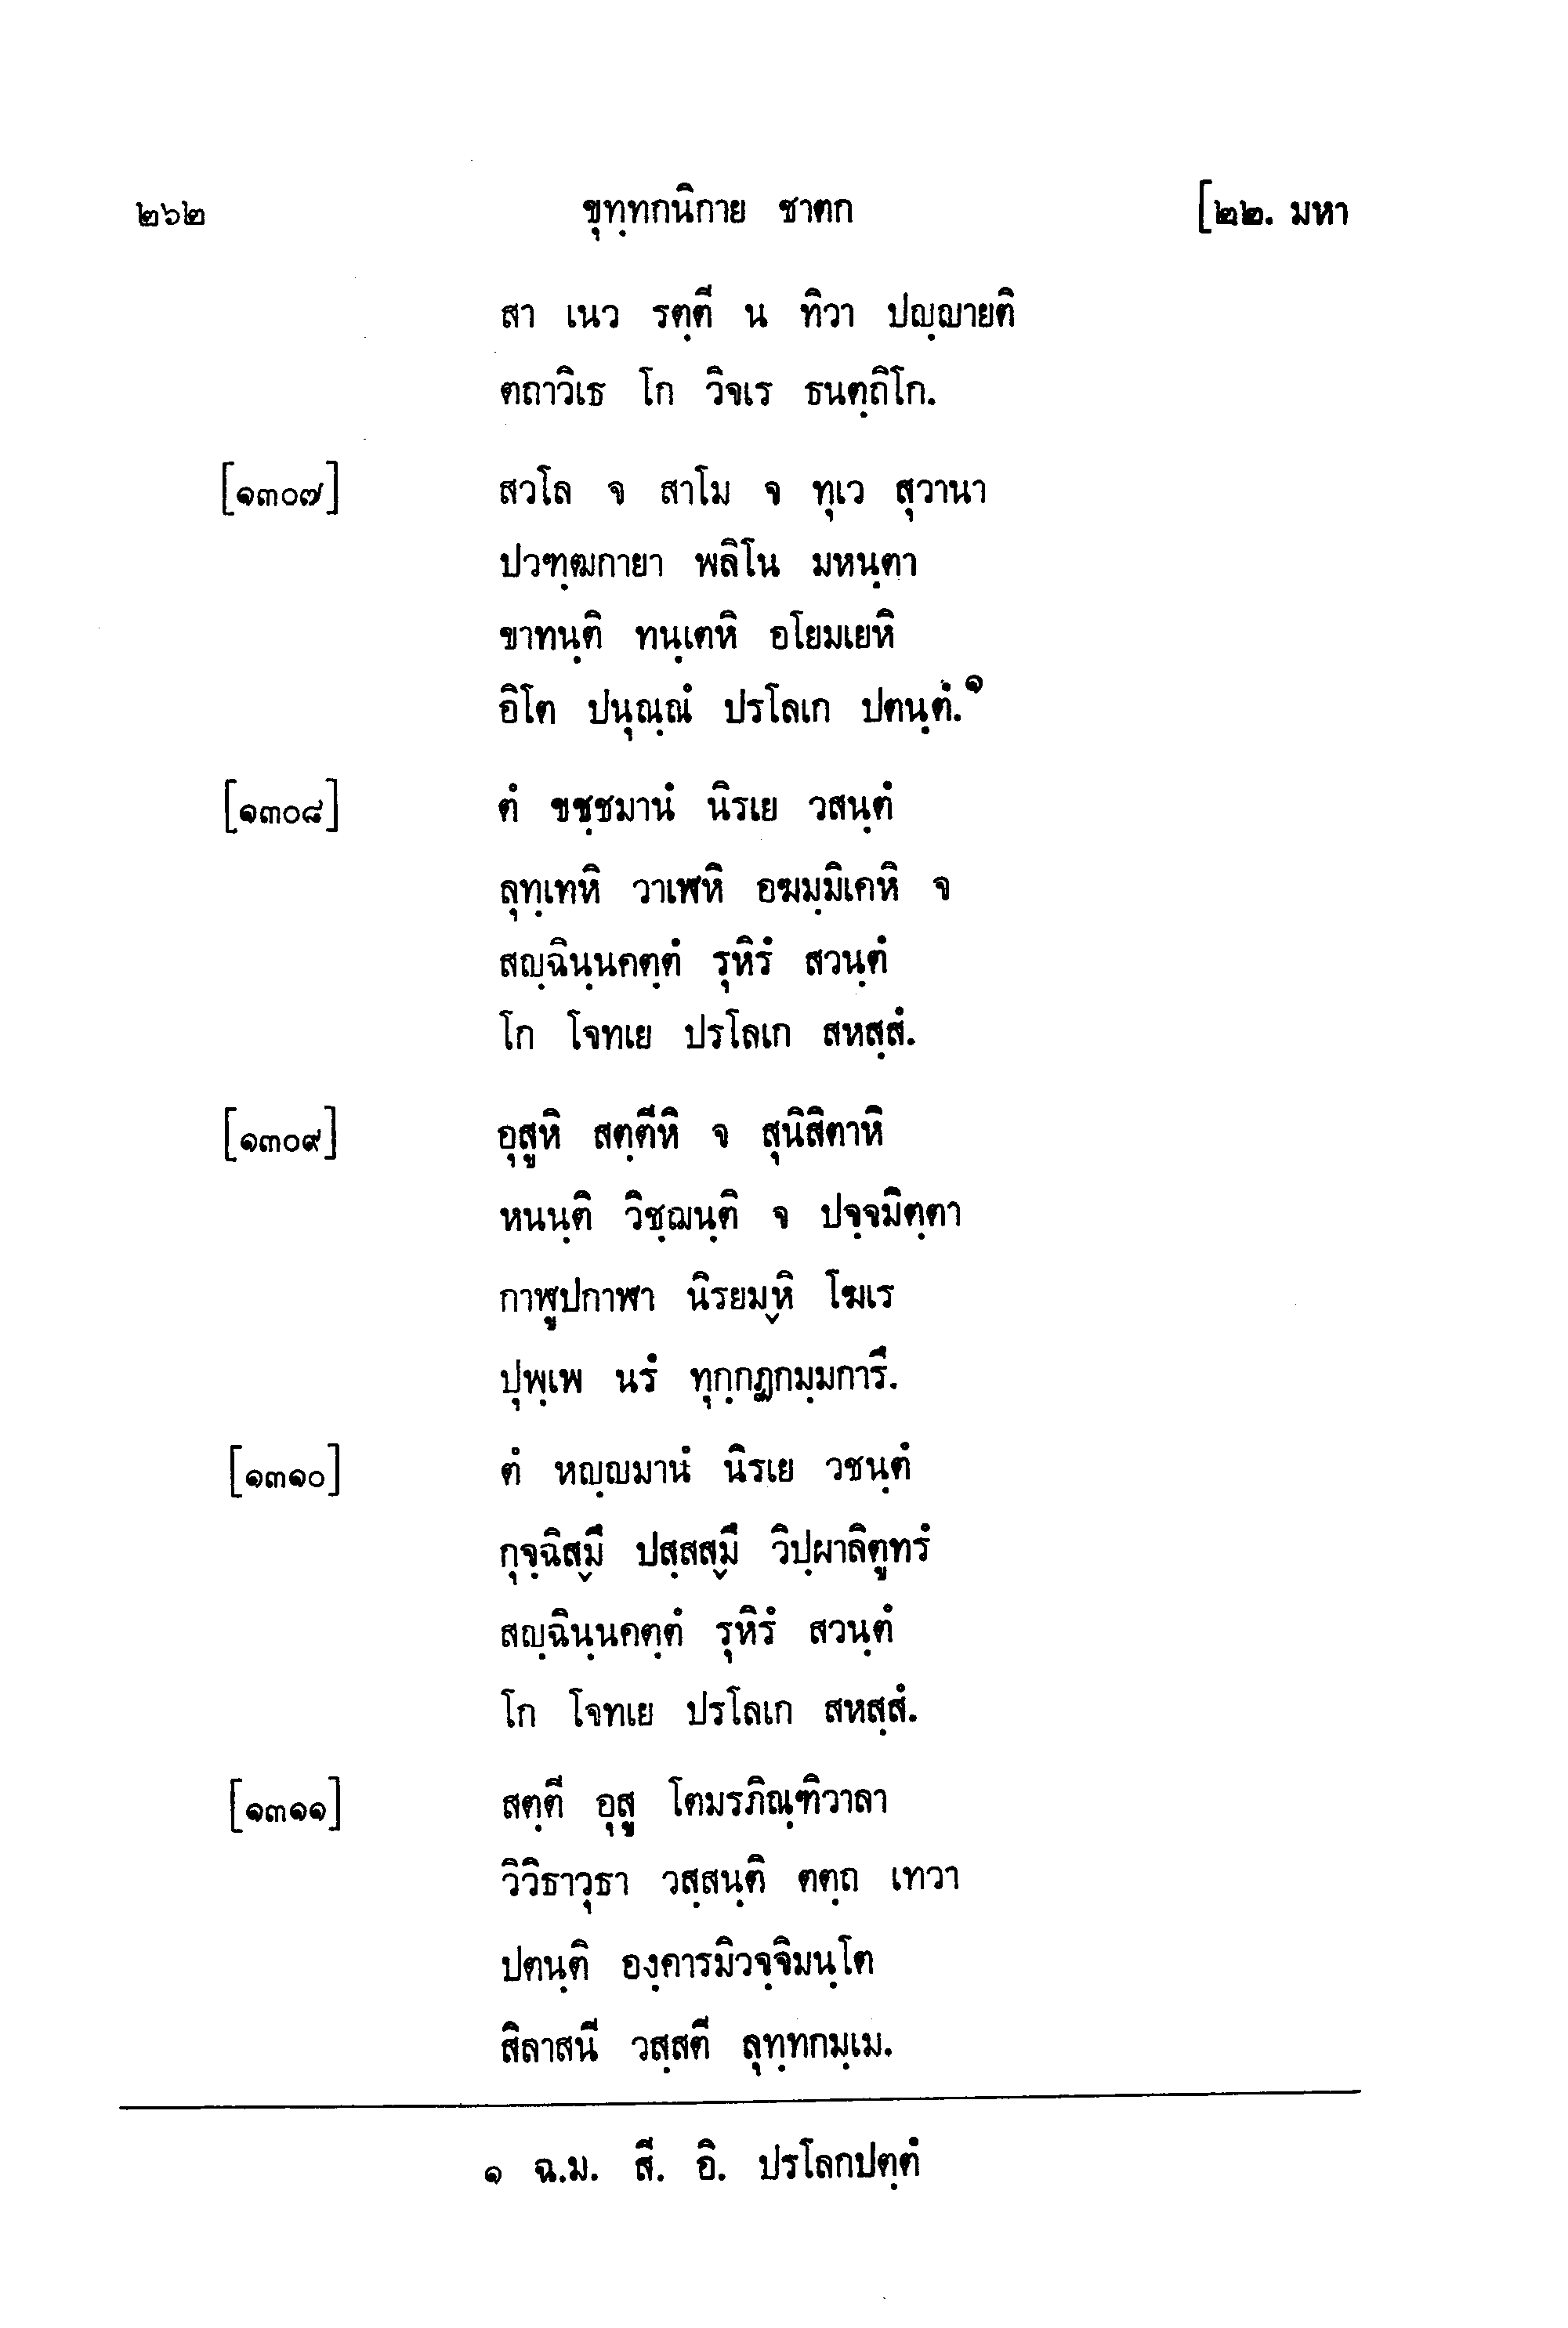 ๒๖๒ ขุทฺทกนิกาย ชาตก [๒๒. มหา
สา เนว รตฺตี น ทิวา ปญฺญายติ
ตถาวิเธ โก วิจเร ธนตฺถิโก.
[๑๓๐๗] สวโล จ สาโม จ ทุเว สุวานา
ปวฑฺฒกายา พลิโน มหนฺตา
ขาทนฺติ ทนฺเตหิ อโยมเยหิ
อิโต ปนุณฺณํ ปรโลเก ปตนฺตํ.๑
[๑๓๐๘] ตํ ขชฺชมานํ นิรเย วสนฺตํ
ลุทฺเทหิ วาเฬหิ อฆมฺมิเคหิ จ
สญฺฉินฺนคตฺตํ รุหิรํ สวนฺตํ
โก โจทเย ปรโลเก สหสฺสํ.
[๑๓๐๙] อุสูหิ สตฺตีหิ จ สุนิสิตาหิ
หนนฺติ วิชฺฌนฺติ จ ปจฺจมิตฺตา
กาฬูปกาฬา นิรยมฺหิ โฆเร
ปุพฺเพ นรํ ทุกฺกฏกมฺมการึ.
[๑๓๑๐] ตํ หญฺญมานํ นิรเย วชนฺตํ
กุจฺฉิสฺมึ ปสฺสสฺมึ วิปฺผาลิตูทรํ
สญฺฉินฺนคตฺตํ รุหิรํ สวนฺตํ
โก โจทเย ปรโลเก สหสฺสํ.
[๑๓๑๑] สตฺตี อุสู โตมรภิณฺฑิวาลา
วิวิธาวุธา วสฺสนฺติ ตตฺถ เทวา
ปตนฺติ องฺคารมิวจฺจิมนฺโต
สิลาสนี วสฺสตี ลุทฺทกมฺเม.
๑ ฉ.ม. สี. อิ. ปรโลกปตฺตํ